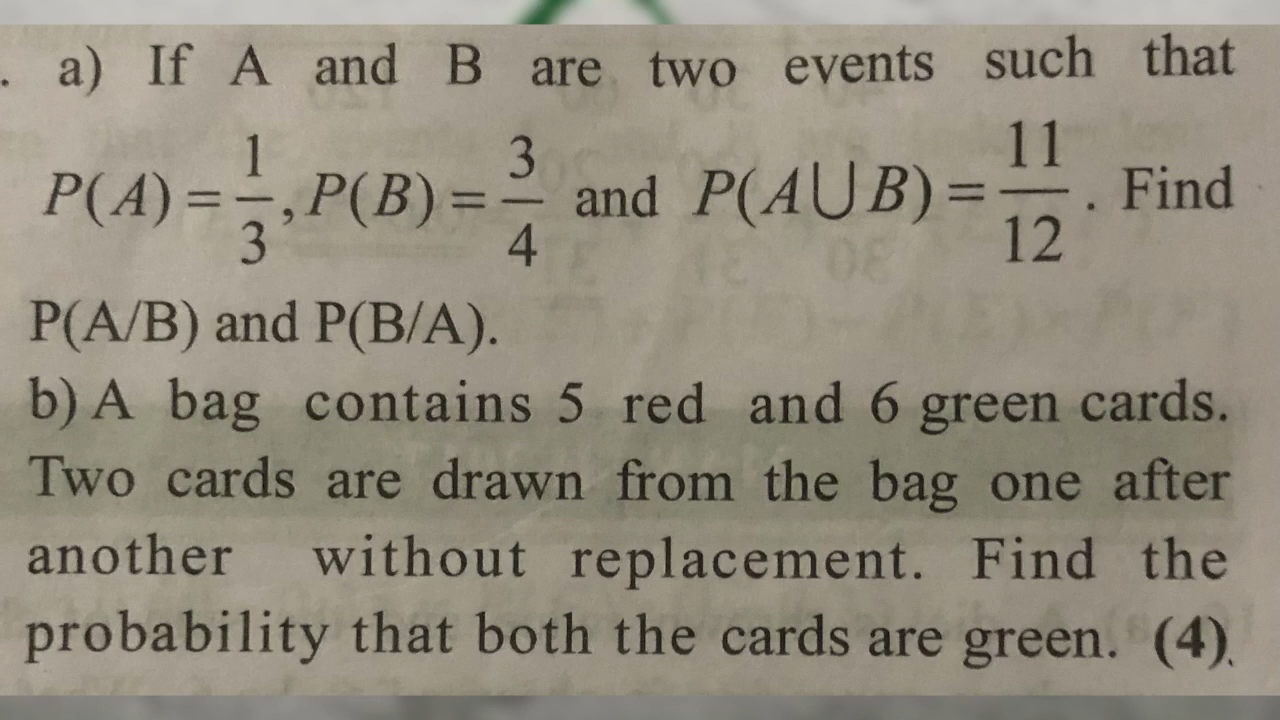 . a) If A and B are two events such that
P(A) = 1/3, P(B) = 3/4 and P(A⋃B) = 11/12. Find
P(A/B) and P(B/A).
b) A bag contains 5 red and 6 green cards.
Two cards are drawn from the bag one after
another without replacement. Find the
probability that both the cards are green. (4).